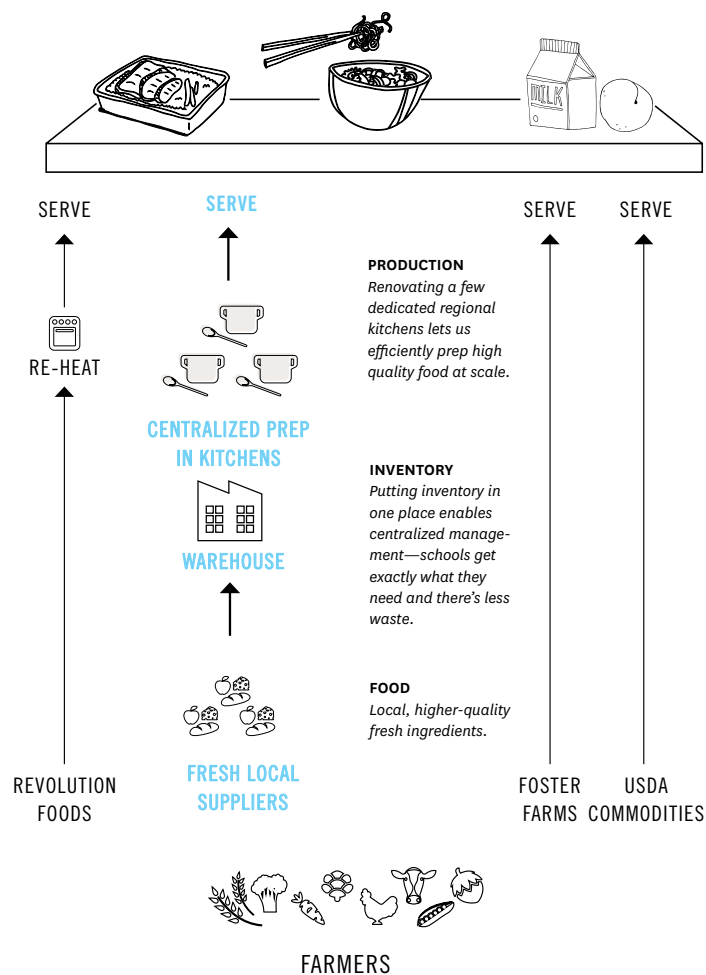 MILK
SERVE
SERVE
SERVE
SERVE
PRODUCTION
Renovating a few
dedicated regional
kitchens lets us
efficiently prep high
quality food at scale.
RE-HEAT
CENTRALIZED PREP
IN KITCHENS
INVENTORY
Putting inventory in
one place enables
centralized manage-
ment—schools get
exactly what they
need and there’s less
waste.
WAREHOUSE
FOOD
Local, higher-quality
fresh ingredients.
REVOLUTION
FOODS
FRESH LOCAL
SUPPLIERS
FOSTER
FARMS
USDA
COMMODITIES
FARMERS